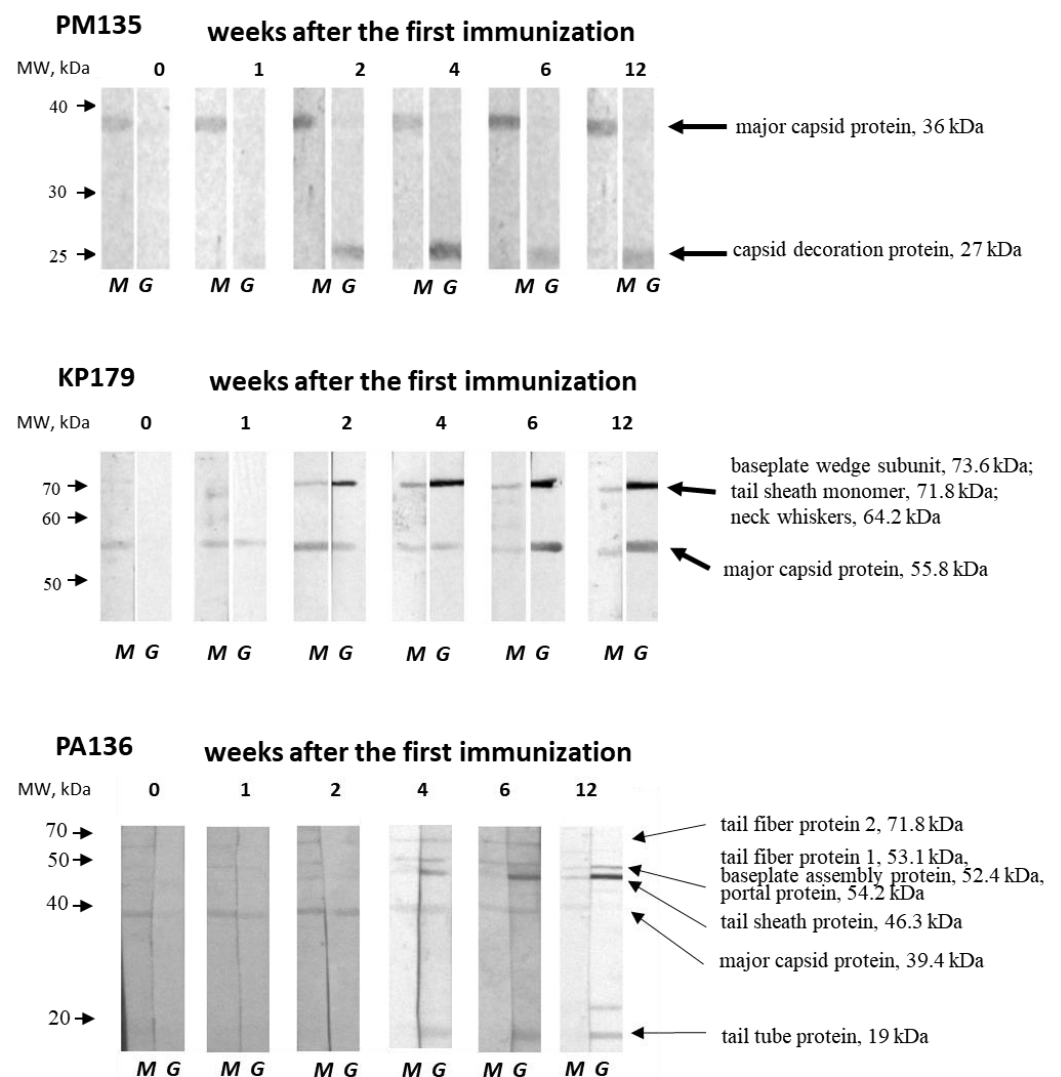 PM135 weeks after the first immunization
MW, kDa 0 1 2 4 6 12
40
major capsid protein, 36 kDa
30
25
capsid decoration protein, 27 kDa
M G M G M G M G M G M G
KP179 weeks after the first immunization
MW, kDa 0 1 2 4 6 12
baseplate wedge subunit, 73.6 kDa;
70
tail sheath monomer, 71.8 kDa;
60
neck whiskers, 64.2 kDa
major capsid protein, 55.8 kDa
50
M G M G M G M G M G M G
PA136 weeks after the first immunization
MW, kDa 0 1 2 4 6 12
70
tail fiber protein 2, 71.8 kDa
50
tail fiber protein 1, 53.1 kDa,
baseplate assembly protein, 52.4 kDa,
portal protein, 54.2 kDa
40
tail sheath protein, 46.3 kDa
major capsid protein, 39.4 kDa
20
tail tube protein, 19 kDa
M G M G M G M G M G M G